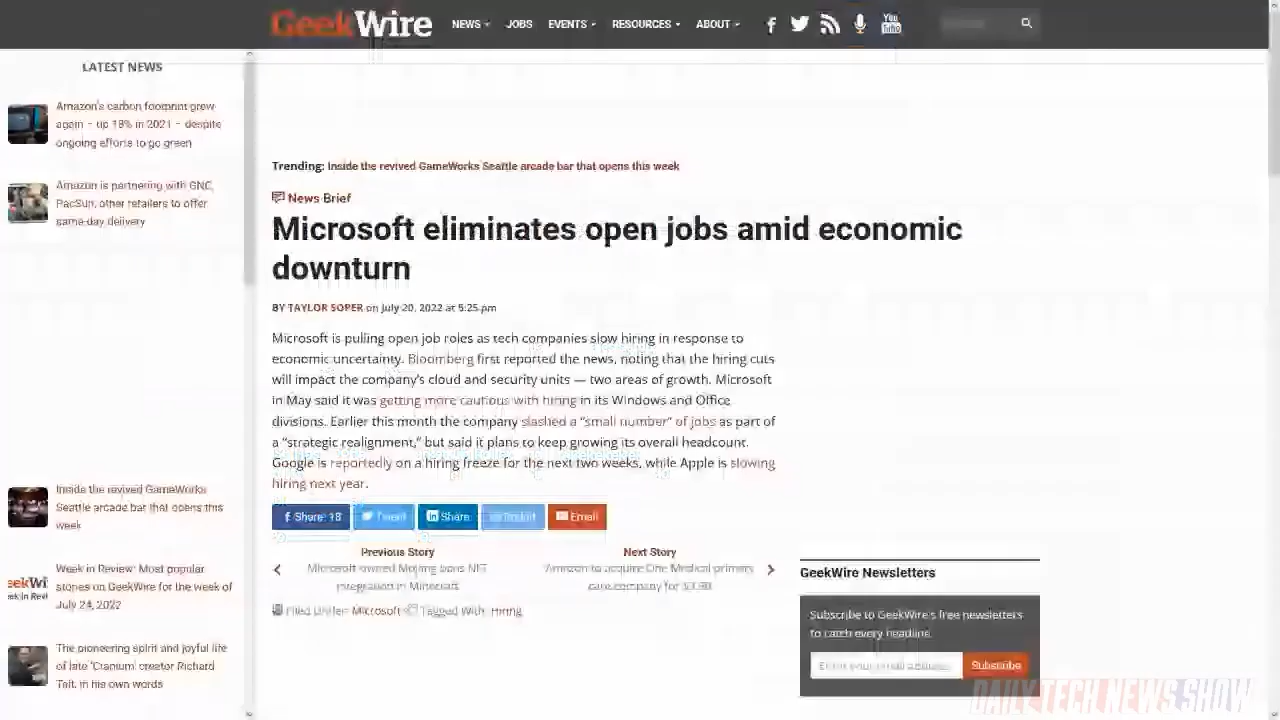 GeekWire
NEWS JOBS EVENTS RESOURCES ABOUT
You Tube
LATEST NEWS
Amazon's carbon footprint grew
again – up 18% in 2021 – despite
ongoing efforts to go green
Amazon is partnering with GNC,
PacSun, other retailers to offer
same-day delivery
Inside the revived GameWorks
Seattle arcade bar that opens this
week
Week in Review: Most popular
stories on GeekWire for the week of
July 24, 2022
The pioneering spirit and joyful life
of late 'Cranium' creator Richard
Tait, in his own words
Trending: Inside the revived GameWorks Seattle arcade bar that opens this week
News Brief
Microsoft eliminates open jobs amid economic
downturn
BY TAYLOR SOPER on July 20, 2022 at 5:25 pm
Microsoft is pulling open job roles as tech companies slow hiring in response to
economic uncertainty. Bloomberg first reported the news, noting that the hiring cuts
will impact the company's cloud and security units — two areas of growth. Microsoft
in May said it was getting more cautious with hiring in its Windows and Office
divisions. Earlier this month the company slashed a "small number" of jobs as part of
a "strategic realignment," but said it plans to keep growing its overall headcount.
Google is reportedly on a hiring freeze for the next two weeks, while Apple is slowing
hiring next year.
Share 18 Tweet Share Reddit Email
Previous Story
Microsoft-owned Mojang bans NFT
integration in Minecraft
Next Story
Amazon to acquire One Medical primary
care company for $3.9B
Filed Under: Microsoft Tagged With: Hiring
GeekWire Newsletters
Subscribe to GeekWire's free newsletters
to catch every headline
Enter your email address
Subscribe
DAILY TECH NEWS SHOW